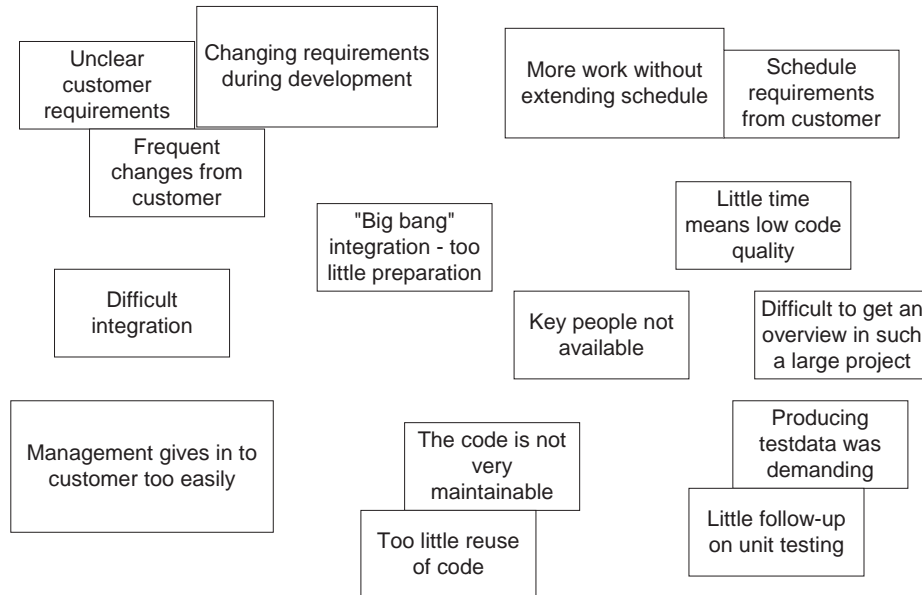 Unclear
customer
requirements
Changing requirements
during development
Frequent
changes from
customer
More work without
extending schedule
Schedule
requirements
from customer
"Big bang"
integration - too
little preparation
Little time
means low code
quality
Difficult
integration
Key people not
available
Difficult to get an
overview in such
a large project
Management gives in to
customer too easily
The code is not
very
maintainable
Too little reuse
of code
Producing
testdata was
demanding
Little follow-up
on unit testing